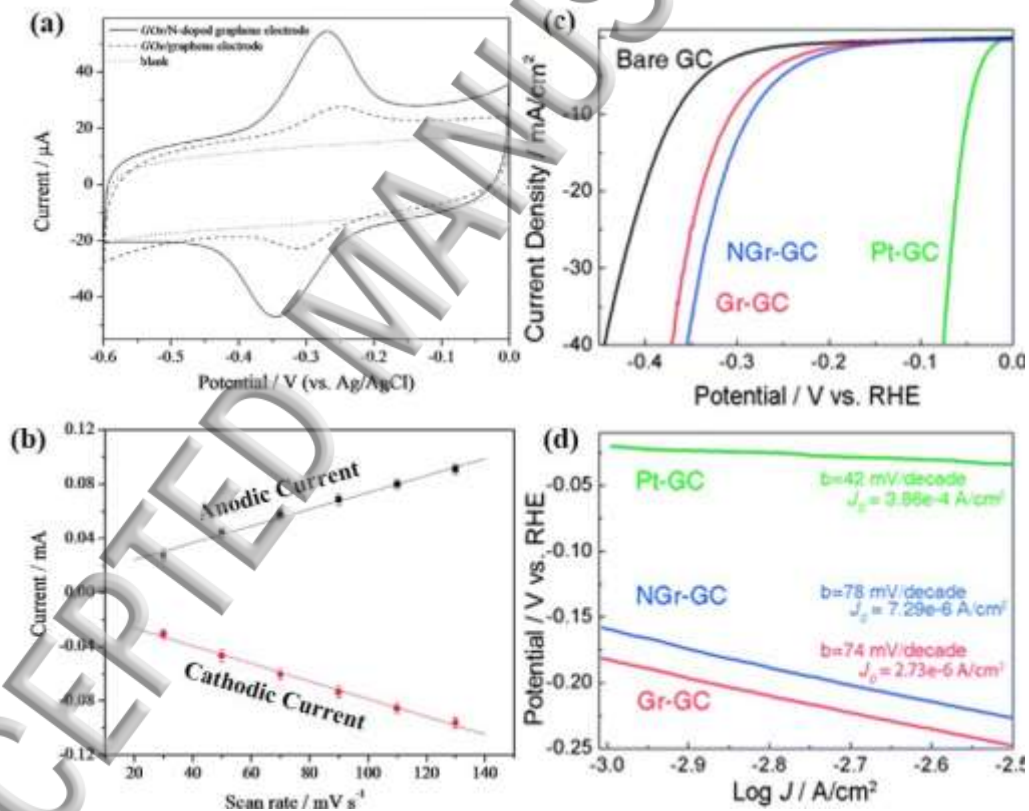 (a)
GOx/N-doped graphene electrode
GOx/graphene electrode
blank
Current / μA
40
20
0
-20
-40
-0.6
-0.5
-0.4
-0.3
-0.2
-0.1
0.0
Potential / V (vs. Ag/AgCl)
(c)
Bare GC
NGr-GC
Pt-GC
Gr-GC
Current Density / mA/cm²
-10
-20
-30
-40
-0.4
-0.3
-0.2
-0.1
0.0
Potential / V vs. RHE
(b)
Anodic Current
Cathodic Current
Current / mA
0.12
0.08
0.04
0.00
-0.04
-0.08
-0.12
20
40
60
80
100
120
140
Scan rate / mV s⁻¹
(d)
Pt-GC
b=42 mV/decade
J₀ = 3.86e-4 A/cm²
NGr-GC
b=78 mV/decade
J₀ = 7.29e-6 A/cm²
b=74 mV/decade
J₀ = 2.73e-6 A/cm²
Gr-GC
Potential / V vs. RHE
-0.05
-0.10
-0.15
-0.20
-0.25
-3.0
-2.9
-2.8
-2.7
-2.6
-2.5
Log J / A/cm²
CEPTED MANUS